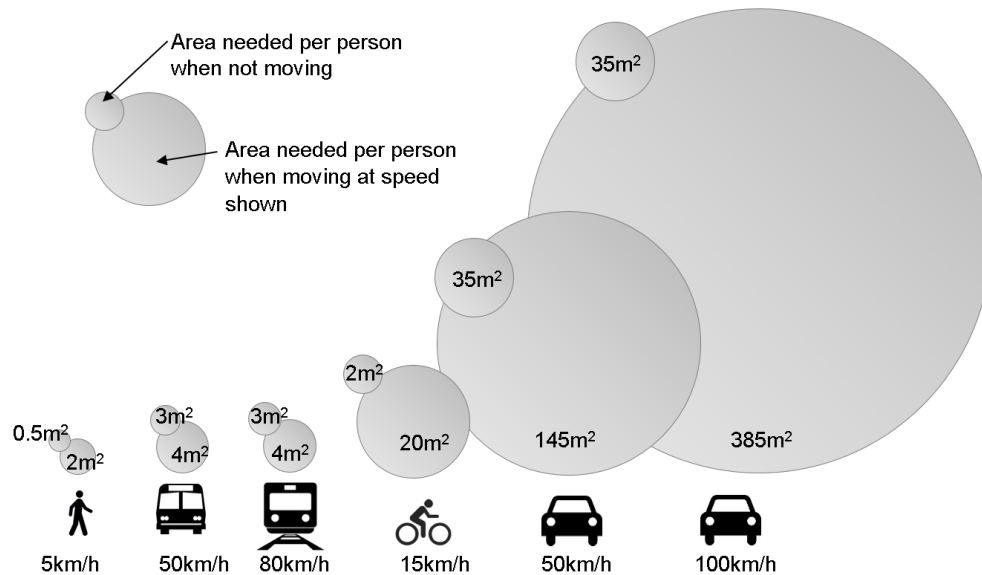 Area needed per person
when not moving
Area needed per person
when moving at speed
shown
35m²
35m²
2m²
0.5m²
2m²
3m²
4m²
3m²
4m²
20m²
145m²
385m²
5km/h
50km/h
80km/h
15km/h
50km/h
100km/h